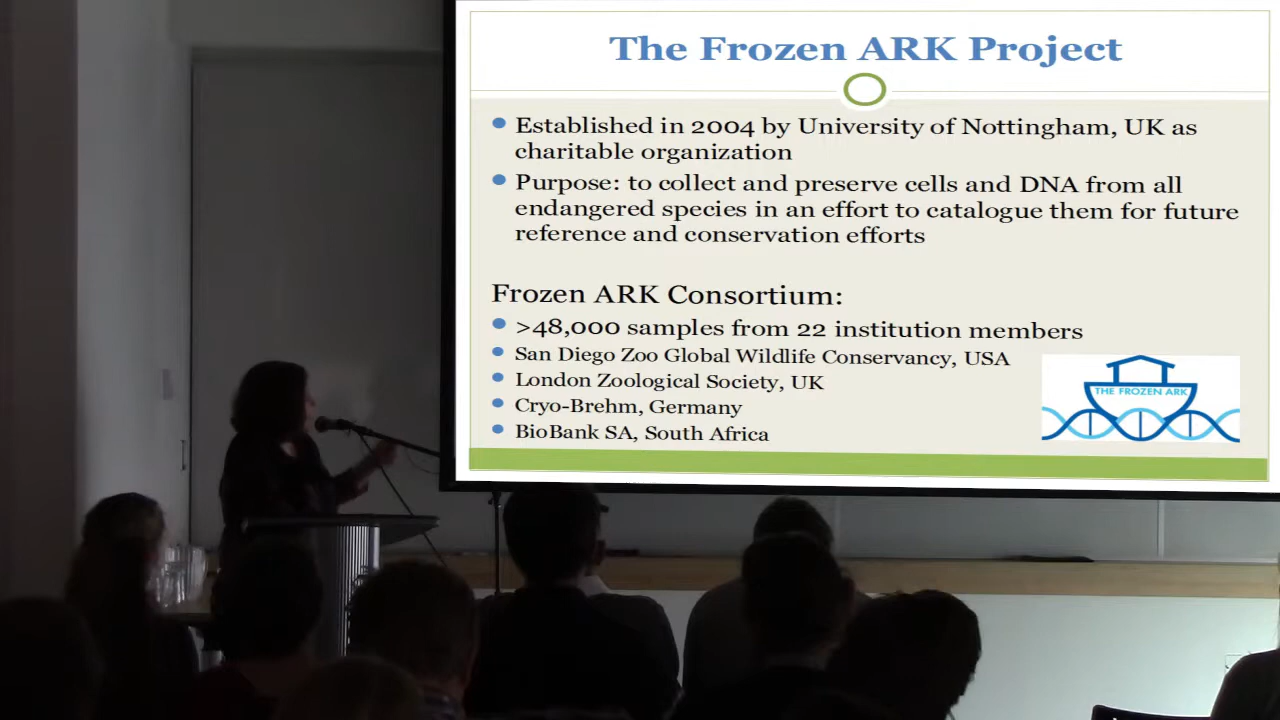 The Frozen ARK Project
Established in 2004 by University of Nottingham, UK as
charitable organization
Purpose: to collect and preserve cells and DNA from all
endangered species in an effort to catalogue them for future
reference and conservation efforts
Frozen ARK Consortium:
>48,000 samples from 22 institution members
San Diego Zoo Global Wildlife Conservancy, USA
London Zoological Society, UK
Cryo-Brehm, Germany
BioBank SA, South Africa
THE FROZEN ARK